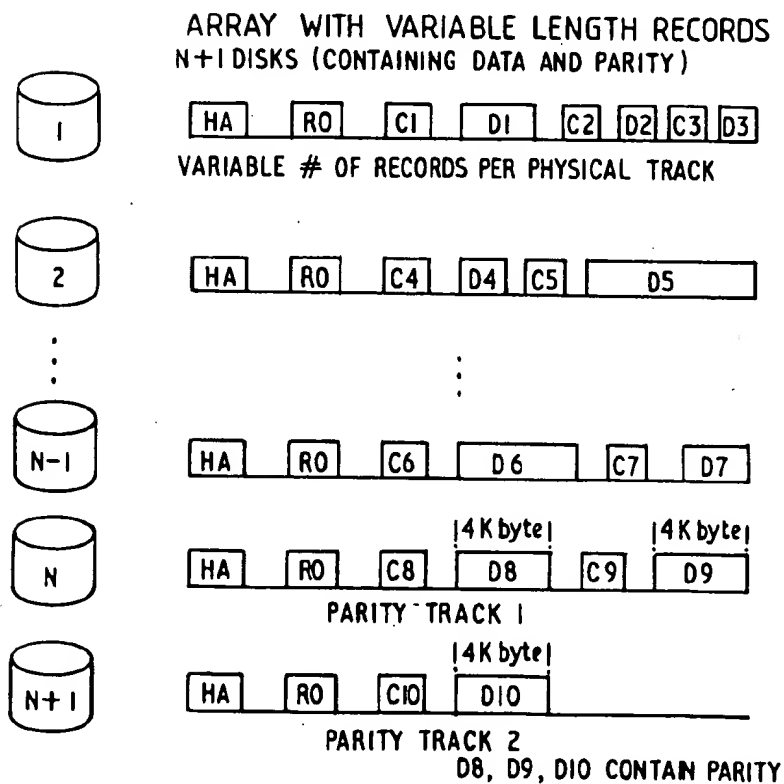 ARRAY WITH VARIABLE LENGTH RECORDS
N+1 DISKS (CONTAINING DATA AND PARITY)
1 HA R0 C1 D1 C2 D2 C3 D3
VARIABLE # OF RECORDS PER PHYSICAL TRACK
2 HA R0 C4 D4 C5 D5
N-1 HA R0 C6 D6 C7 D7
4K byte 4K byte
N HA R0 C8 D8 C9 D9
PARITY TRACK 1
4K byte
N+1 HA R0 C10 D10
PARITY TRACK 2
D8, D9, D10 CONTAIN PARITY